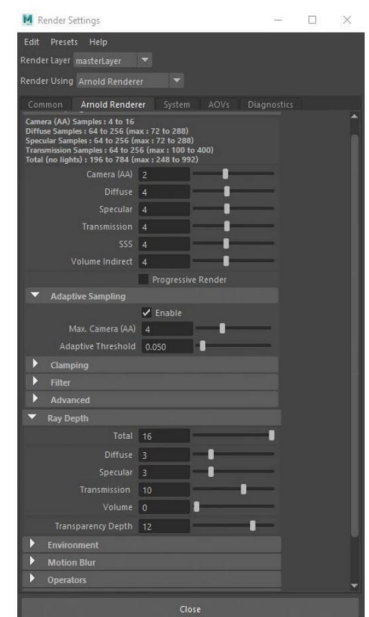 M Render Settings
Edit Presets Help
Render Layer masterLayer
Render Using Arnold Renderer
Common Arnold Renderer System AOVs Diagnostics
Camera (AA) Samples : 4 to 16
Diffuse Samples : 64 to 256 (max : 72 to 288)
Specular Samples : 64 to 256 (max : 72 to 288)
Transmission Samples : 64 to 256 (max : 100 to 400)
Total (no lights) : 196 to 784 (max : 248 to 992)
Camera (AA) 2
Diffuse 4
Specular 4
Transmission 4
SSS 4
Volume Indirect 4
Progressive Render
Adaptive Sampling
Enable
Max. Camera (AA) 4
Adaptive Threshold 0.050
Clamping
Filter
Advanced
Ray Depth
Total 16
Diffuse 3
Specular 3
Transmission 10
Volume 0
Transparency Depth 12
Environment
Motion Blur
Operators
Close